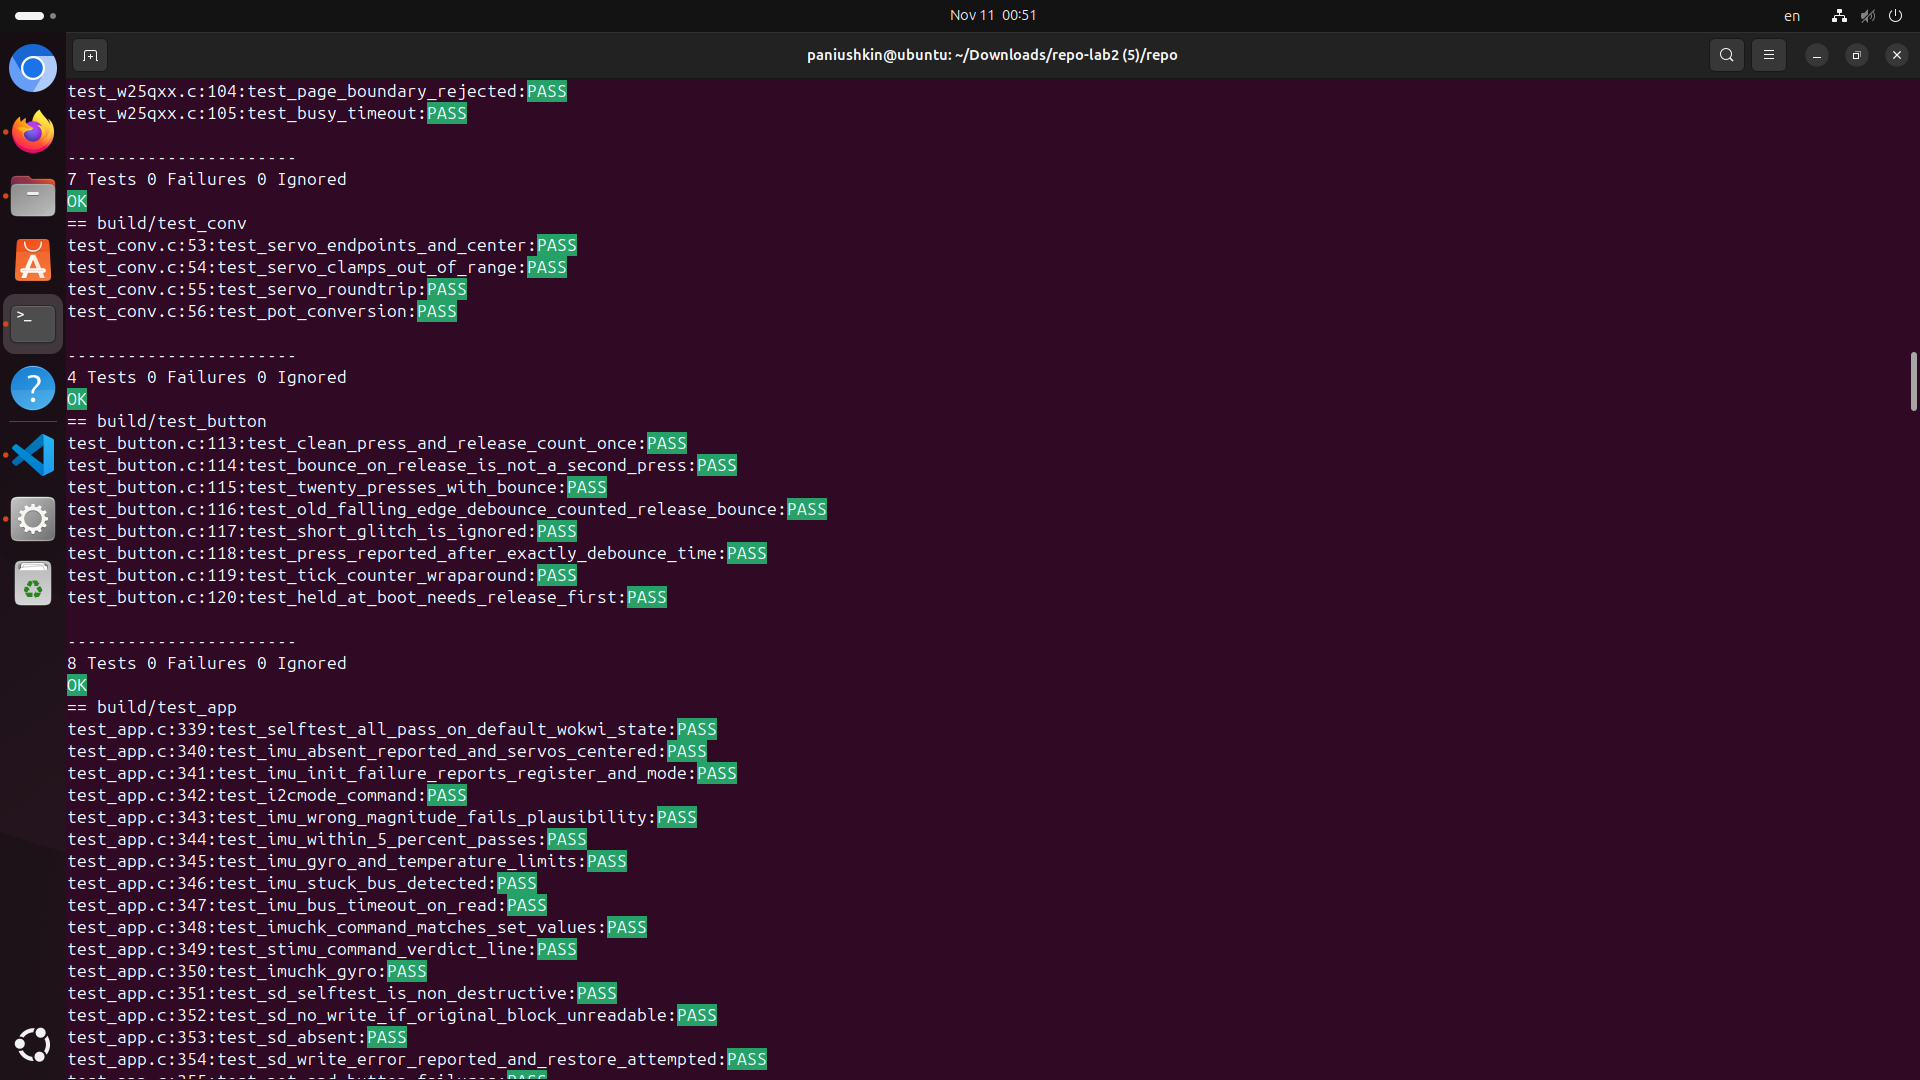 Nov 11 00:51
en
paniushkin@ubuntu: ~/Downloads/repo-lab2 (5)/repo
test_w25qxx.c:104:test_page_boundary_rejected:PASS
test_w25qxx.c:105:test_busy_timeout:PASS
-----------------------
7 Tests 0 Failures 0 Ignored
OK
== build/test_conv
test_conv.c:53:test_servo_endpoints_and_center:PASS
test_conv.c:54:test_servo_clamps_out_of_range:PASS
test_conv.c:55:test_servo_roundtrip:PASS
test_conv.c:56:test_pot_conversion:PASS
-----------------------
4 Tests 0 Failures 0 Ignored
OK
== build/test_button
test_button.c:113:test_clean_press_and_release_count_once:PASS
test_button.c:114:test_bounce_on_release_is_not_a_second_press:PASS
test_button.c:115:test_twenty_presses_with_bounce:PASS
test_button.c:116:test_old_falling_edge_debounce_counted_release_bounce:PASS
test_button.c:117:test_short_glitch_is_ignored:PASS
test_button.c:118:test_press_reported_after_exactly_debounce_time:PASS
test_button.c:119:test_tick_counter_wraparound:PASS
test_button.c:120:test_held_at_boot_needs_release_first:PASS
-----------------------
8 Tests 0 Failures 0 Ignored
OK
== build/test_app
test_app.c:339:test_selftest_all_pass_on_default_wokwi_state:PASS
test_app.c:340:test_imu_absent_reported_and_servos_centered:PASS
test_app.c:341:test_imu_init_failure_reports_register_and_mode:PASS
test_app.c:342:test_i2cmode_command:PASS
test_app.c:343:test_imu_wrong_magnitude_fails_plausibility:PASS
test_app.c:344:test_imu_within_5_percent_passes:PASS
test_app.c:345:test_imu_gyro_and_temperature_limits:PASS
test_app.c:346:test_imu_stuck_bus_detected:PASS
test_app.c:347:test_imu_bus_timeout_on_read:PASS
test_app.c:348:test_imuchk_command_matches_set_values:PASS
test_app.c:349:test_stimu_command_verdict_line:PASS
test_app.c:350:test_imuchk_gyro:PASS
test_app.c:351:test_sd_selftest_is_non_destructive:PASS
test_app.c:352:test_sd_no_write_if_original_block_unreadable:PASS
test_app.c:353:test_sd_absent:PASS
test_app.c:354:test_sd_write_error_reported_and_restore_attempted:PASS